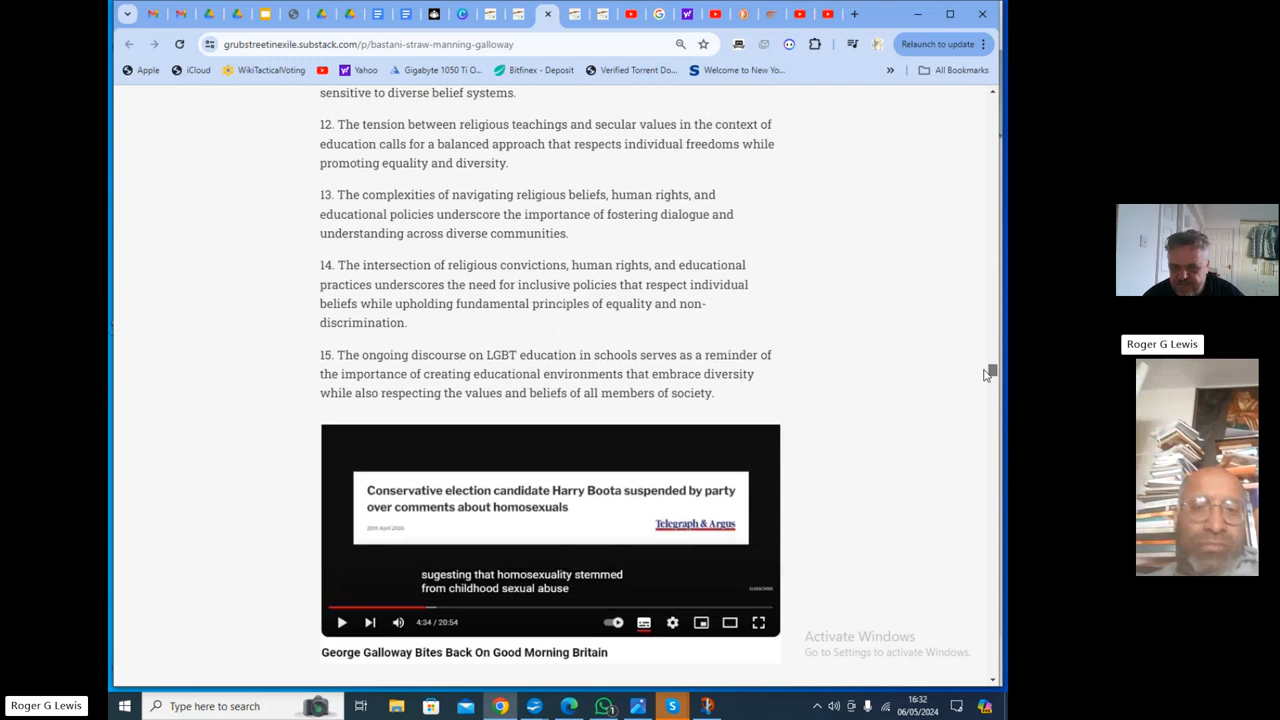 grubstreetinexile.substack.com/p/bastani-straw-manning-galloway
Relaunch to update
Apple
iCloud
WikiTacticalVoting
Yahoo
Gigabyte 1050 Ti O...
Bitfinex - Deposit
Verified Torrent Do...
Welcome to New Yo...
»
All Bookmarks
sensitive to diverse belief systems.
12. The tension between religious teachings and secular values in the context of
education calls for a balanced approach that respects individual freedoms while
promoting equality and diversity.
13. The complexities of navigating religious beliefs, human rights, and
educational policies underscore the importance of fostering dialogue and
understanding across diverse communities.
14. The intersection of religious convictions, human rights, and educational
practices underscores the need for inclusive policies that respect individual
beliefs while upholding fundamental principles of equality and non-
discrimination.
15. The ongoing discourse on LGBT education in schools serves as a reminder of
the importance of creating educational environments that embrace diversity
while also respecting the values and beliefs of all members of society.
Conservative election candidate Harry Boota suspended by party
over comments about homosexuals
20th April 2016
Telegraph & Argus
sugesting that homosexuality stemmed
from childhood sexual abuse
SUBSCRIBE
4:34 / 20:54
George Galloway Bites Back On Good Morning Britain
Activate Windows
Go to Settings to activate Windows.
Roger G Lewis
Roger G Lewis
Type here to search
16:32
06/05/2024